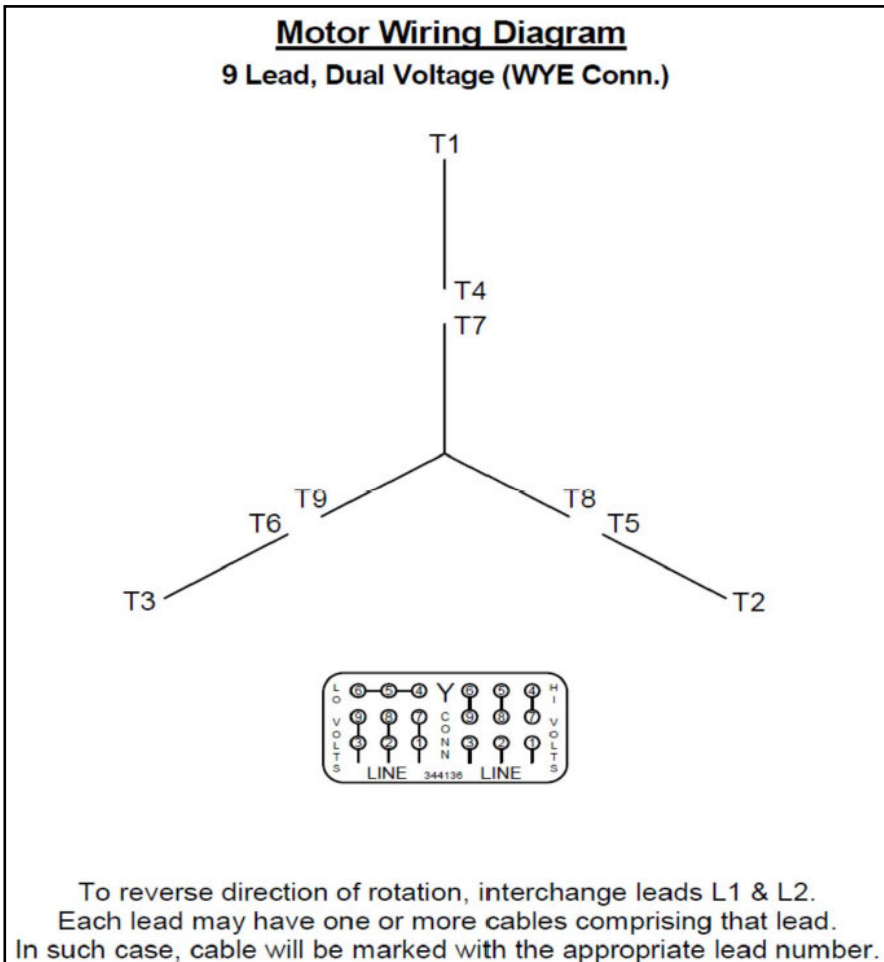 Motor Wiring Diagram
9 Lead, Dual Voltage (WYE Conn.)
T1
T4
T7
T9
T8
T6
T5
T3
T2
LO VOLTS
6 5 4
9 8 7
3 2 1
LINE
Y CONN
344136
6 5 4
9 8 7
3 2 1
LINE
HI VOLTS
To reverse direction of rotation, interchange leads L1 & L2.
Each lead may have one or more cables comprising that lead.
In such case, cable will be marked with the appropriate lead number.